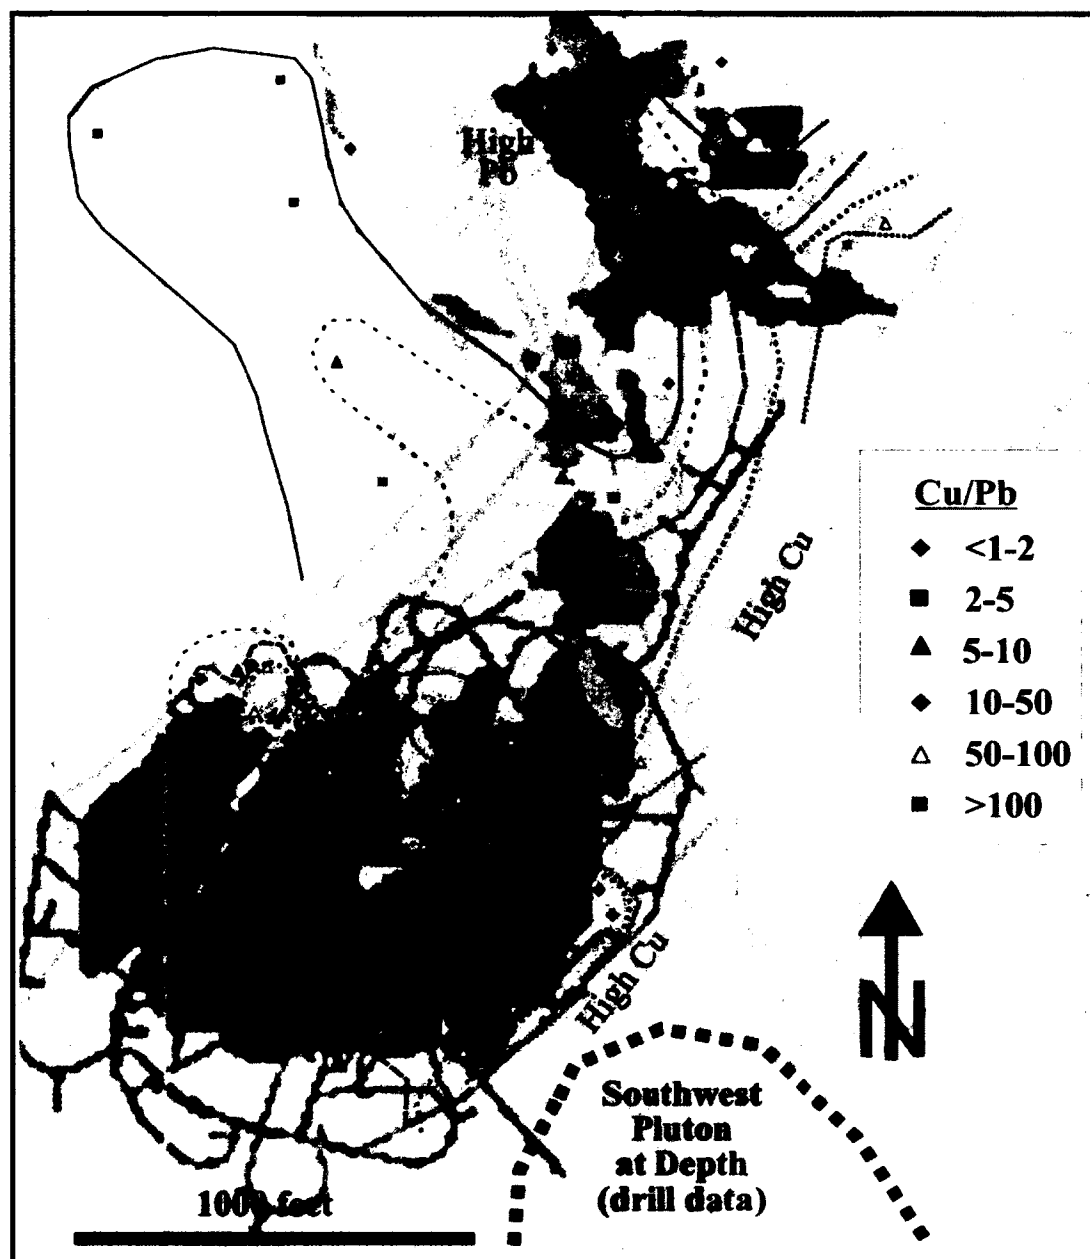 High
Pb
Cu/Pb
<1-2
2-5
5-10
10-50
50-100
>100
High Cu
High Cu
N
Southwest
Pluton
at Depth
(drill data)
1000 feet